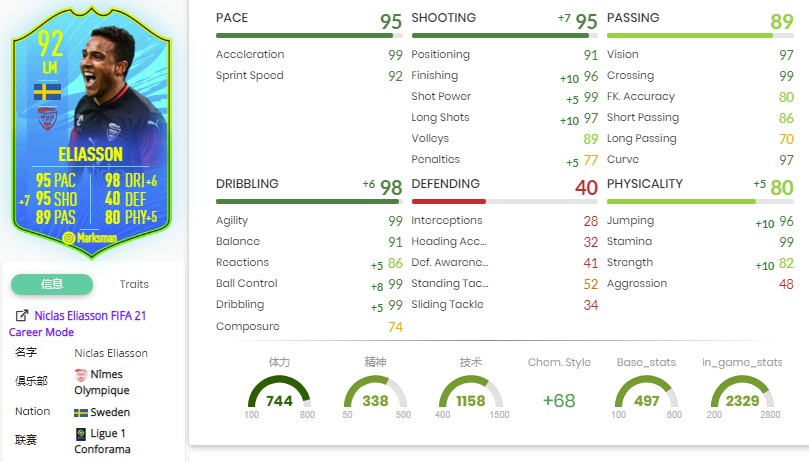 92
LM
ELIASSON
95 PAC 98 DRI+6
+7 95 SHO 40 DEF
89 PAS 80 PHY+5
Marksman
信息 Traits
Niclas Eliasson FIFA 21
Career Mode
名字 Niclas Eliasson
俱乐部 Nîmes
Olympique
Nation Sweden
联赛 Ligue 1
Conforama
PACE 95
Acceleration 99
Sprint Speed 92
SHOOTING +7 95
Positioning 91
Finishing +10 96
Shot Power +5 99
Long Shots +10 97
Volleys 89
Penalties +5 77
PASSING 89
Vision 97
Crossing 99
FK. Accuracy 80
Short Passing 86
Long Passing 70
Curve 97
DRIBBLING +6 98
Agility 99
Balance 91
Reactions +5 86
Ball Control +8 99
Dribbling +5 99
Composure 74
DEFENDING 40
Interceptions 28
Heading Acc... 32
Def. Awarene... 41
Standing Tac... 52
Sliding Tackle 34
PHYSICALITY +5 80
Jumping +10 96
Stamina 99
Strength +10 82
Aggression 48
体力 精神 技术 Chem. Style Base_stats in_game_stats
744 338 1158 +68 497 2329
100 800 50 500 400 1500 100 600 200 2800